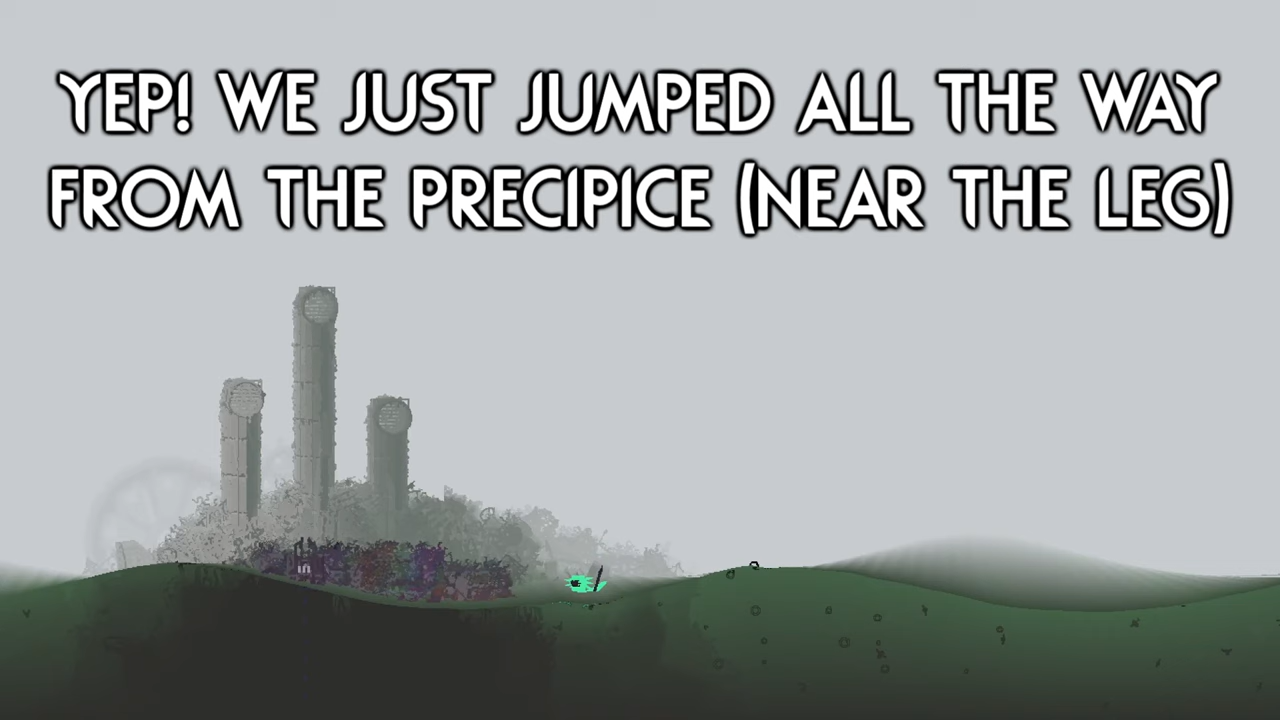 YEP! WE JUST JUMPED ALL THE WAY
FROM THE PRECIPICE (NEAR THE LEG)